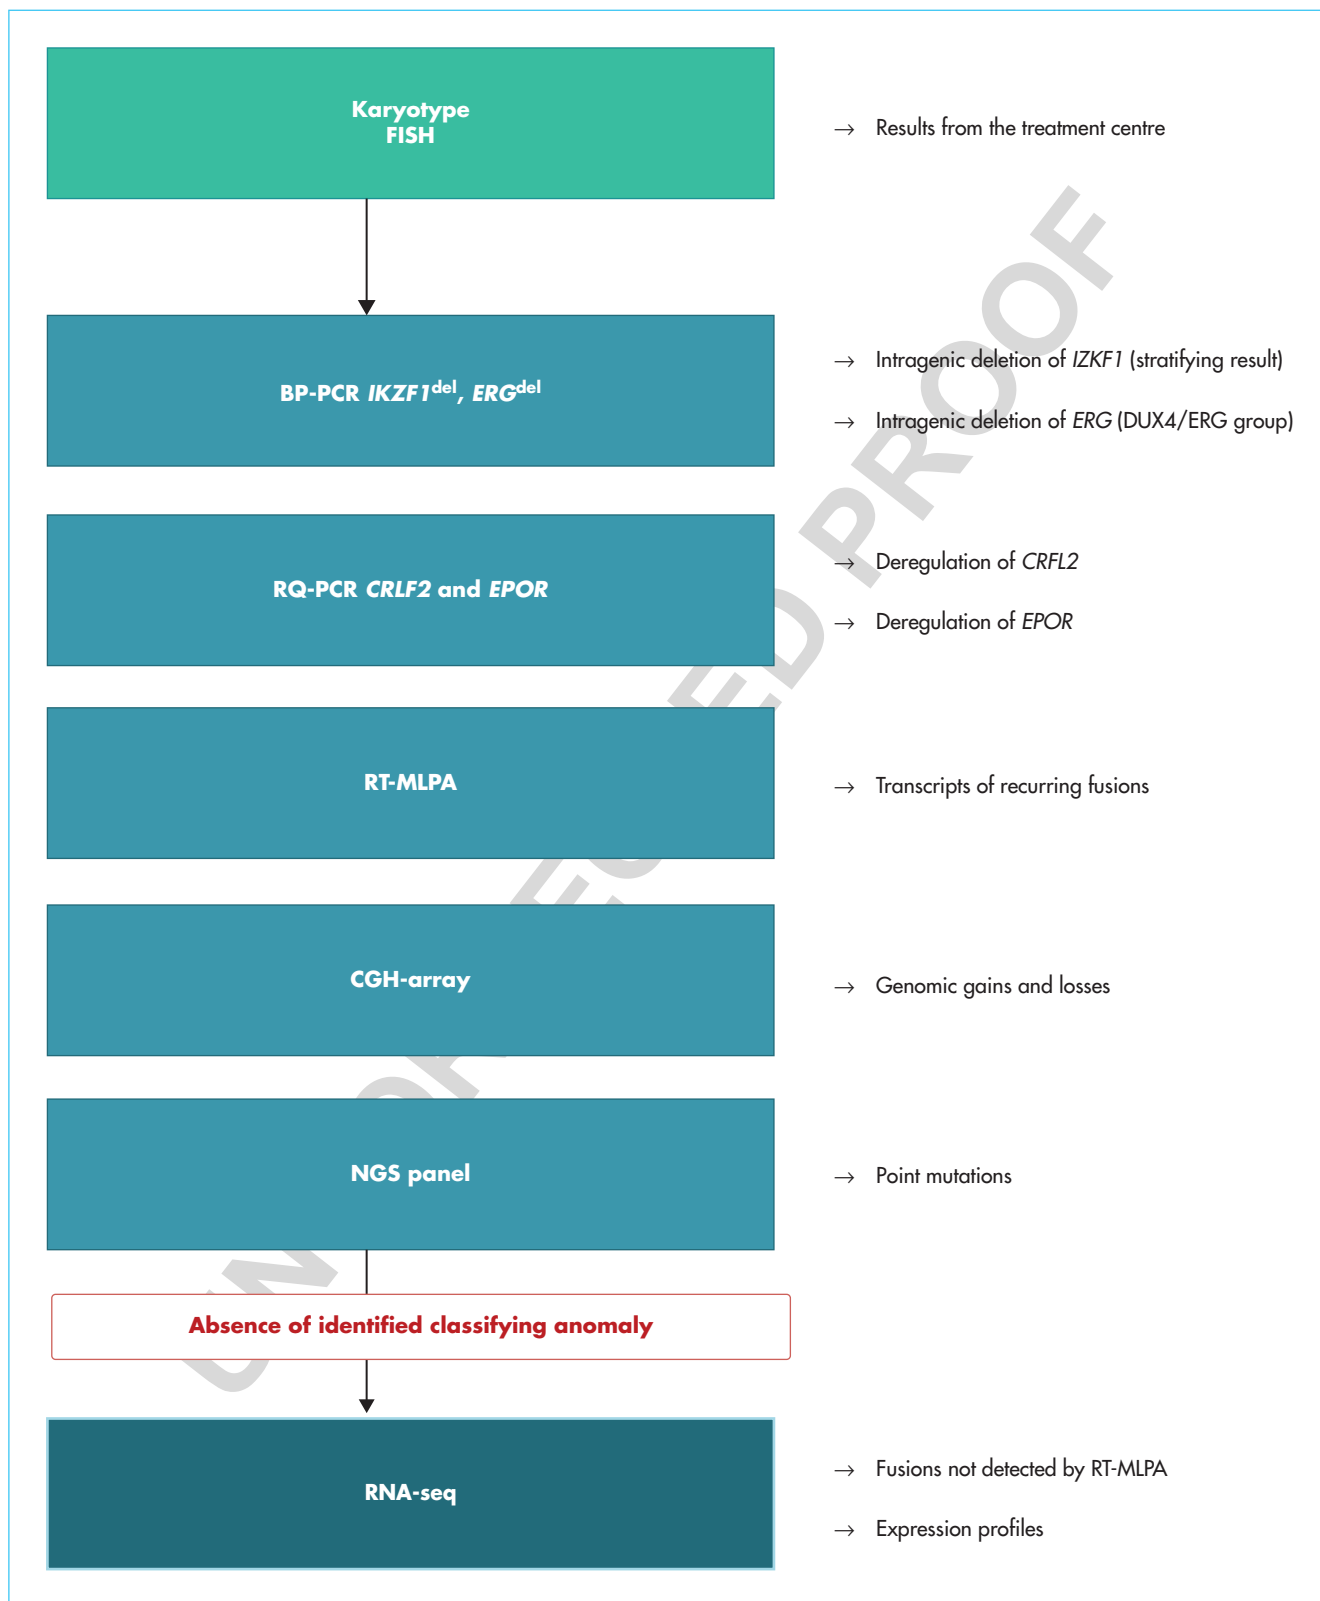 Karyotype
FISH
→ Results from the treatment centre
BP-PCR IKZF1del, ERGdel
→ Intragenic deletion of IZKF1 (stratifying result)
→ Intragenic deletion of ERG (DUX4/ERG group)
RQ-PCR CRLF2 and EPOR
→ Deregulation of CRFL2
→ Deregulation of EPOR
RT-MLPA
→ Transcripts of recurring fusions
CGH-array
→ Genomic gains and losses
NGS panel
→ Point mutations
Absence of identified classifying anomaly
RNA-seq
→ Fusions not detected by RT-MLPA
→ Expression profiles
UNCORRECTED PROOF